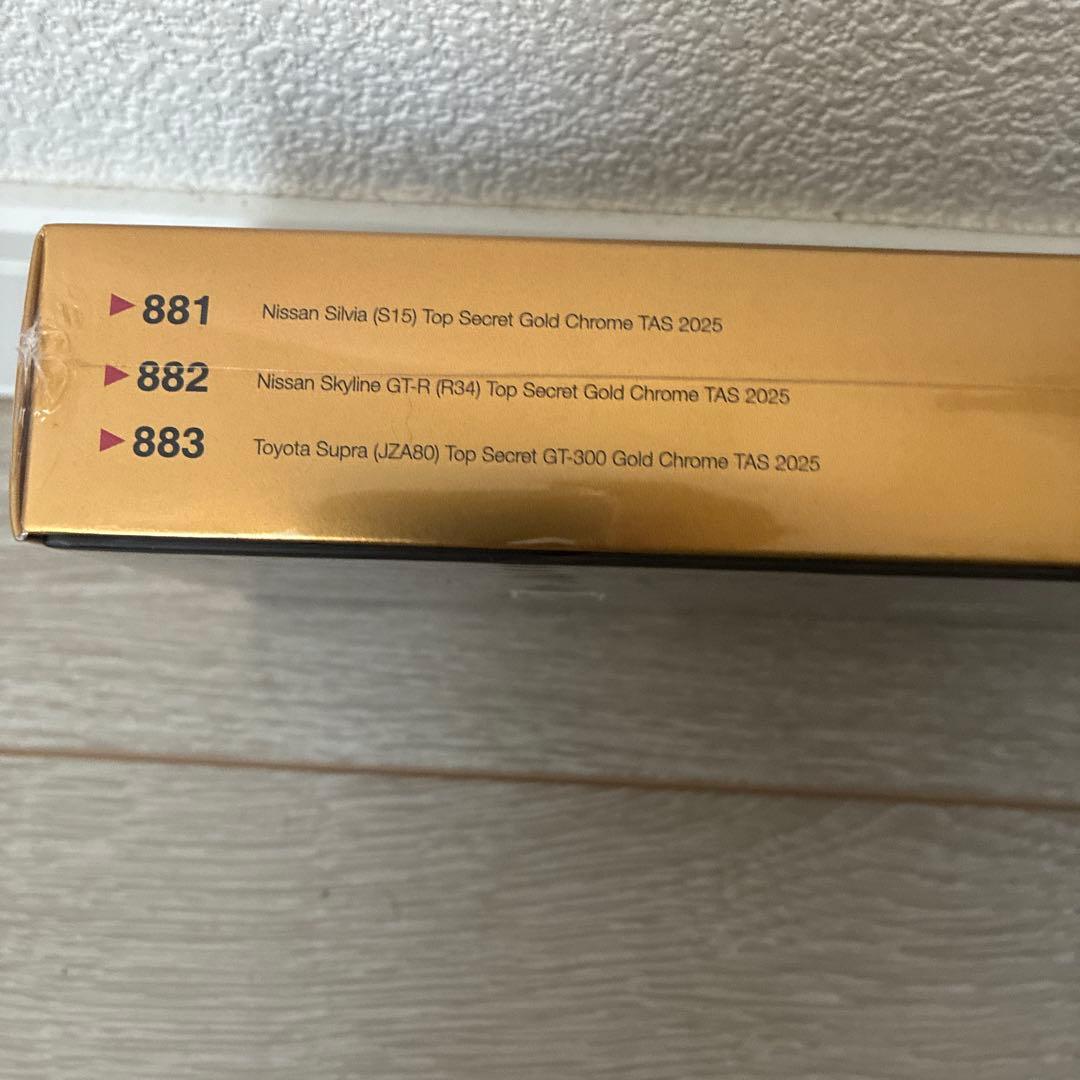 ▶881 Nissan Silvia (S15) Top Secret Gold Chrome TAS 2025
▶882 Nissan Skyline GT-R (R34) Top Secret Gold Chrome TAS 2025
▶883 Toyota Supra (JZA80) Top Secret GT-300 Gold Chrome TAS 2025